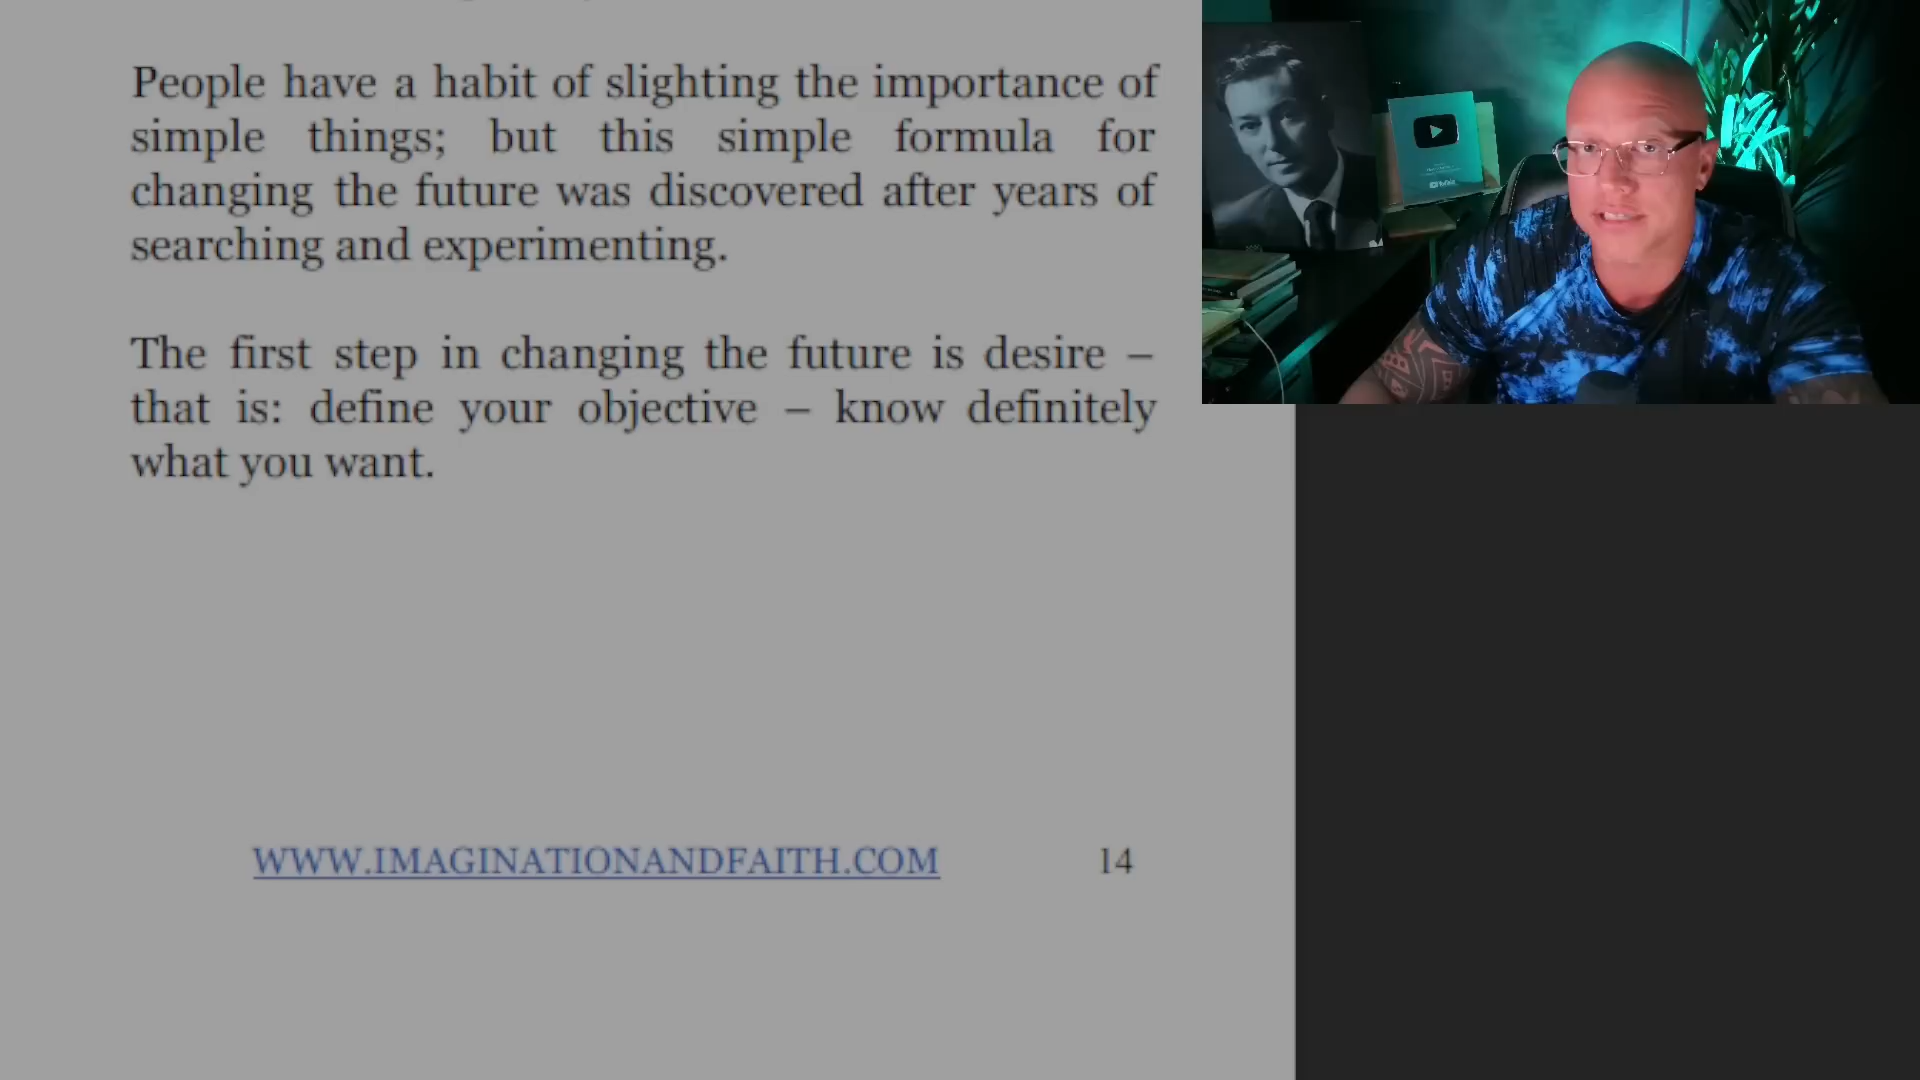 People have a habit of slighting the importance of
simple things; but this simple formula for
changing the future was discovered after years of
searching and experimenting.
The first step in changing the future is desire –
that is: define your objective – know definitely
what you want.
WWW.IMAGINATIONANDFAITH.COM
14